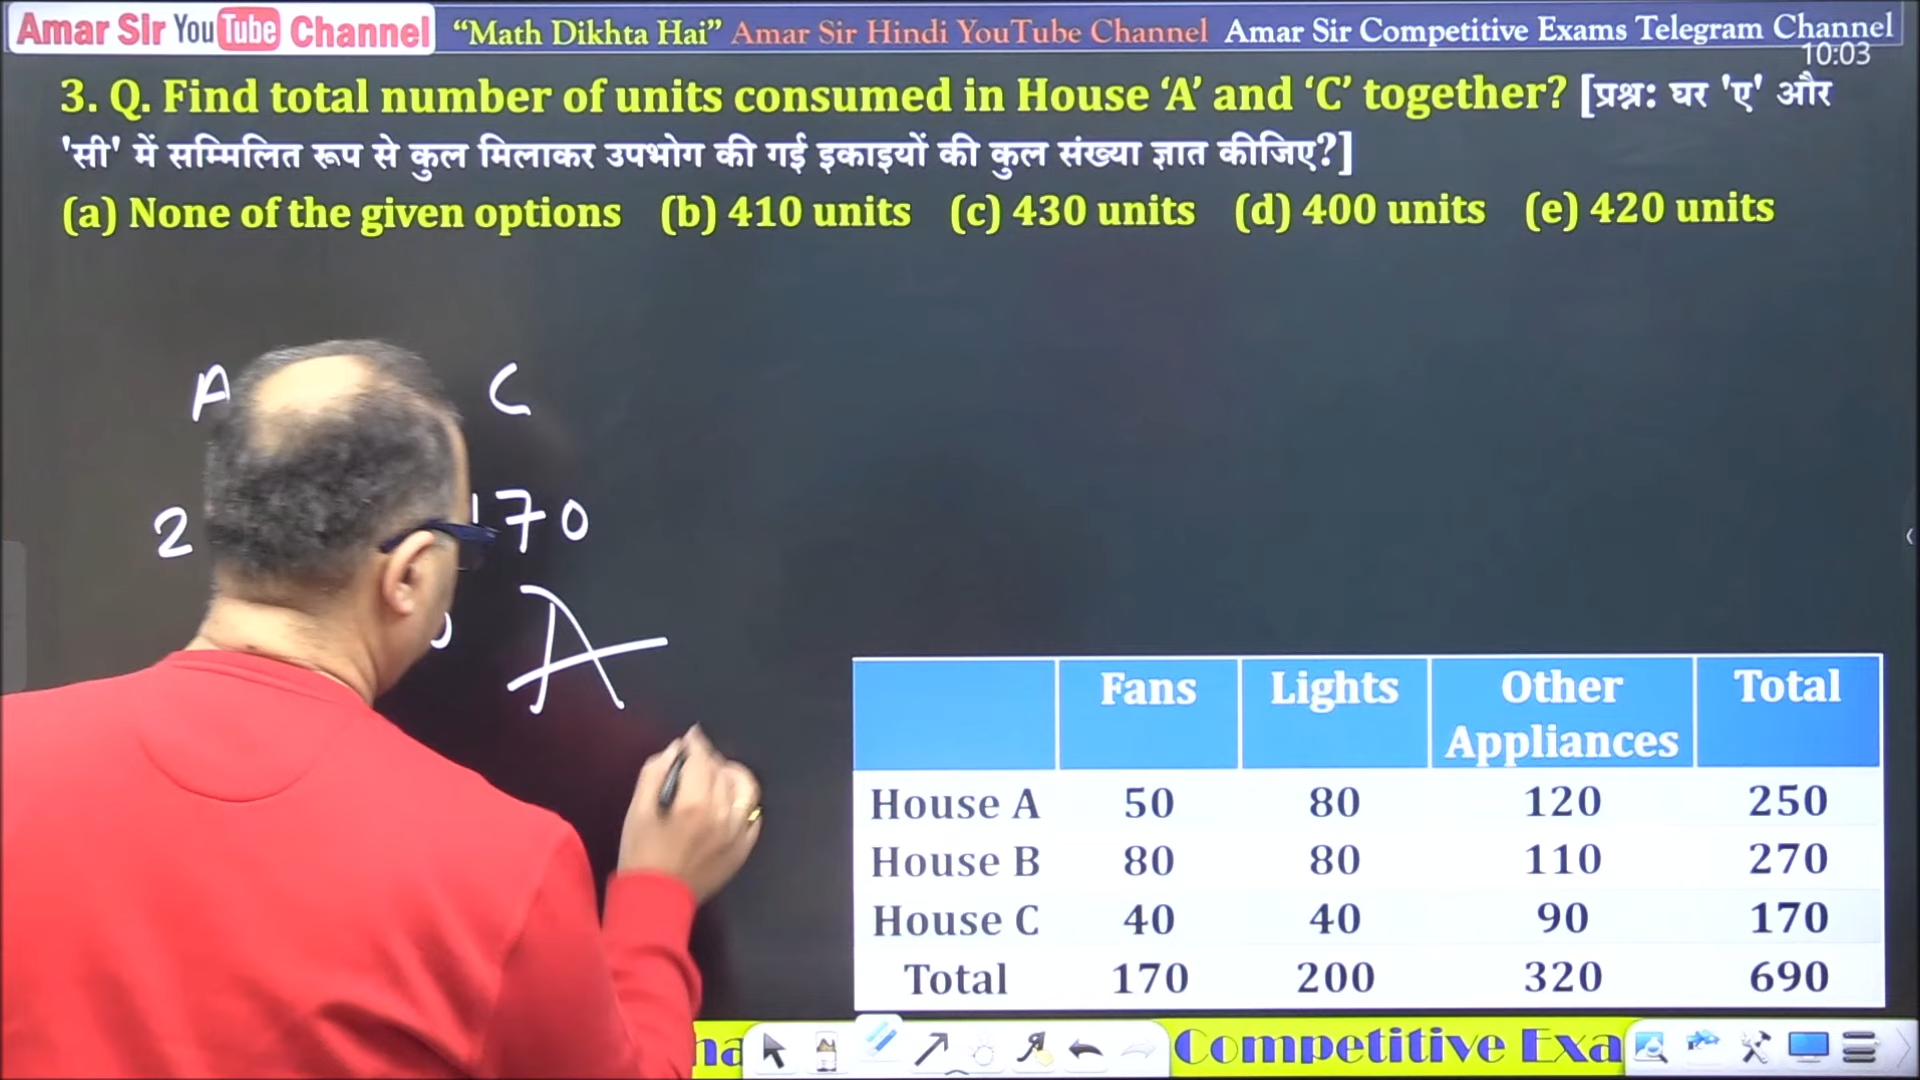 Amar Sir YouTube Channel "Math Dikhta Hai" Amar Sir Hindi YouTube Channel Amar Sir Competitive Exams Telegram Channel
10:03
3. Q. Find total number of units consumed in House ‘A’ and ‘C’ together? [प्रश्न: घर 'ए' और
'सी' में सम्मिलित रूप से कुल मिलाकर उपभोग की गई इकाइयों की कुल संख्या ज्ञात कीजिए?]
(a) None of the given options (b) 410 units (c) 430 units (d) 400 units (e) 420 units
A C
2 170
A
Fans Lights Other Appliances Total
House A 50 80 120 250
House B 80 80 110 270
House C 40 40 90 170
Total 170 200 320 690
Competitive Exa